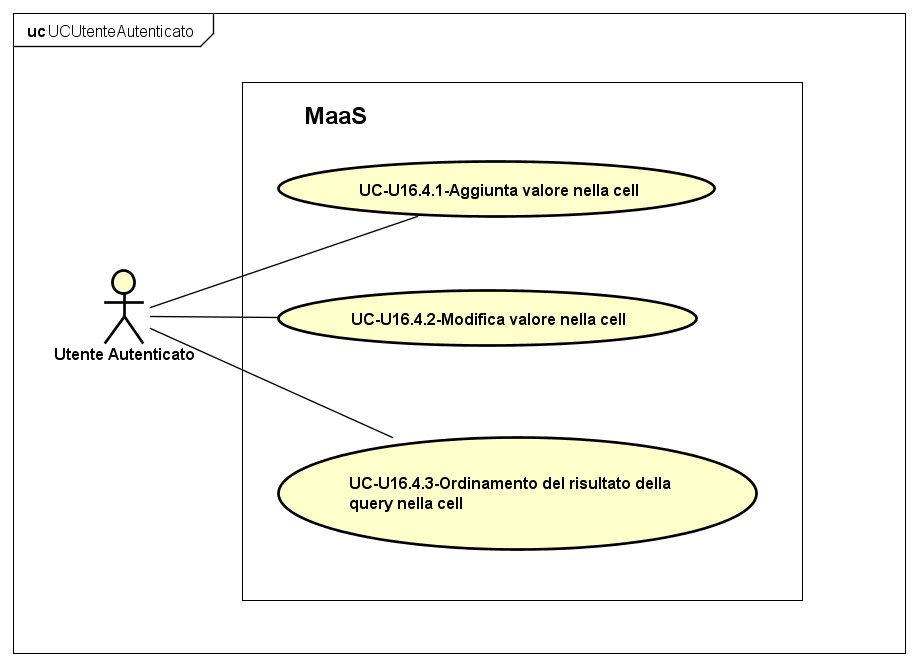 uc UCUtenteAutenticato
MaaS
UC-U16.4.1-Aggiunta valore nella cell
UC-U16.4.2-Modifica valore nella cell
Utente Autenticato
UC-U16.4.3-Ordinamento del risultato della
query nella cell